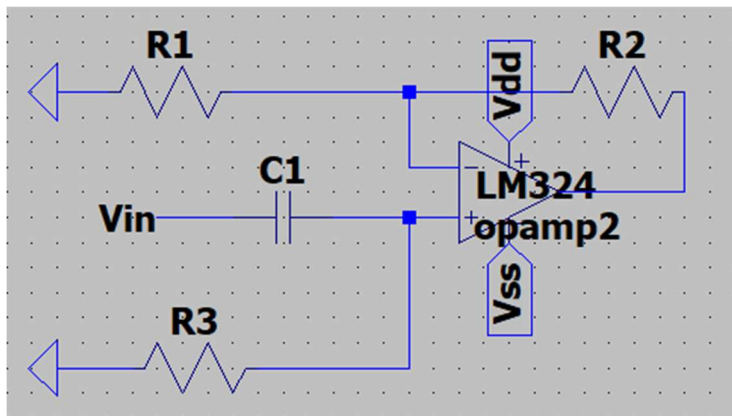 R1
Vdd
R2
C1
LM324
Vin
opamp2
Vss
R3